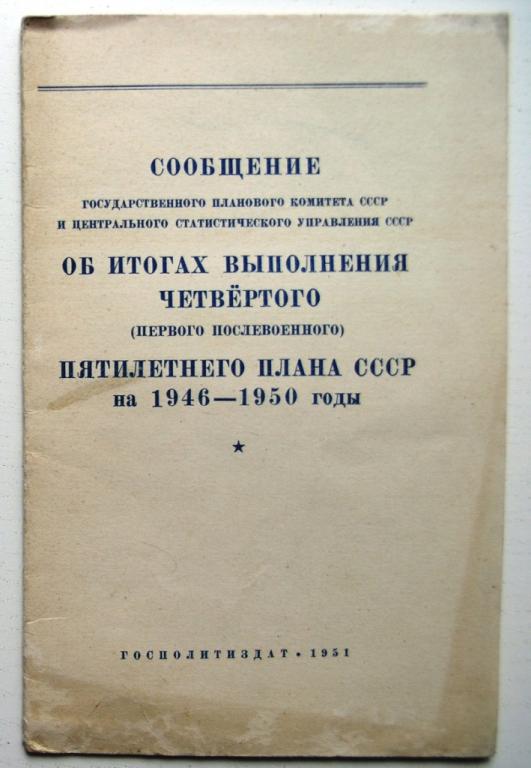 СООБЩЕНИЕ
ГОСУДАРСТВЕННОГО ПЛАНОВОГО КОМИТЕТА СССР
И ЦЕНТРАЛЬНОГО СТАТИСТИЧЕСКОГО УПРАВЛЕНИЯ СССР
ОБ ИТОГАХ ВЫПОЛНЕНИЯ
ЧЕТВЁРТОГО
(ПЕРВОГО ПОСЛЕВОЕННОГО)
ПЯТИЛЕТНЕГО ПЛАНА СССР
на 1946—1950 годы
★
ГОСПОЛИТИЗДАТ • 1951